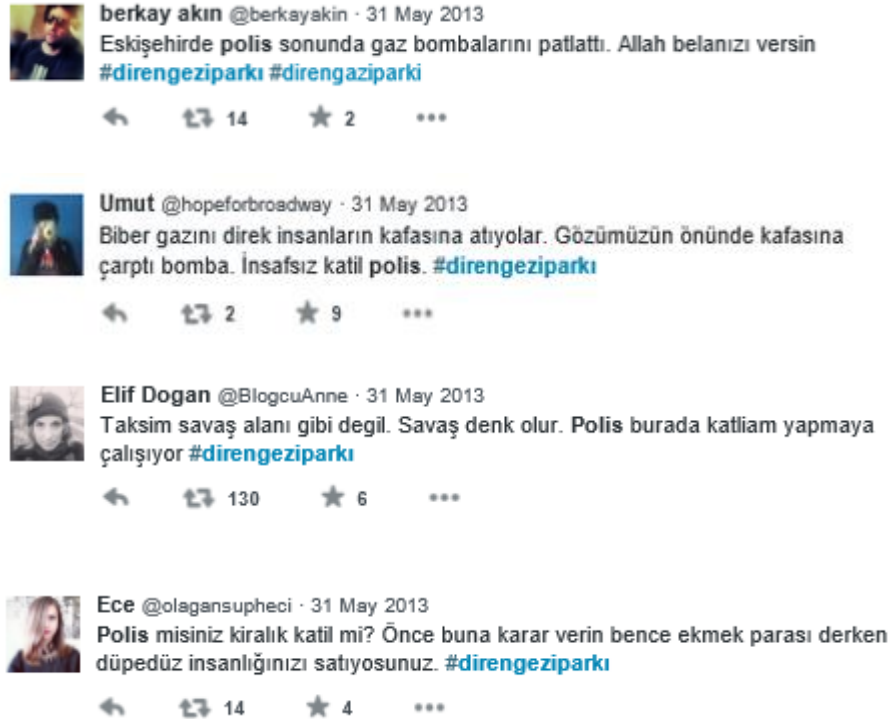 berkay akın @berkayakin · 31 May 2013
Eskişehirde polis sonunda gaz bombalarını patlattı. Allah belanızı versin
#direngeziparkı #direngaziparki
14 2
Umut @hopeforbroadway · 31 May 2013
Biber gazını direk insanların kafasına atıyolar. Gözümüzün önünde kafasına
çarptı bomba. İnsafsız katil polis. #direngeziparkı
2 9
Elif Dogan @BlogcuAnne · 31 May 2013
Taksim savaş alanı gibi degil. Savaş denk olur. Polis burada katliam yapmaya
çalışıyor #direngeziparkı
130 6
Ece @olagansupheci · 31 May 2013
Polis misiniz kiralık katil mi? Önce buna karar verin bence ekmek parası derken
düpedüz insanlığınızı satıyosunuz. #direngeziparkı
14 4